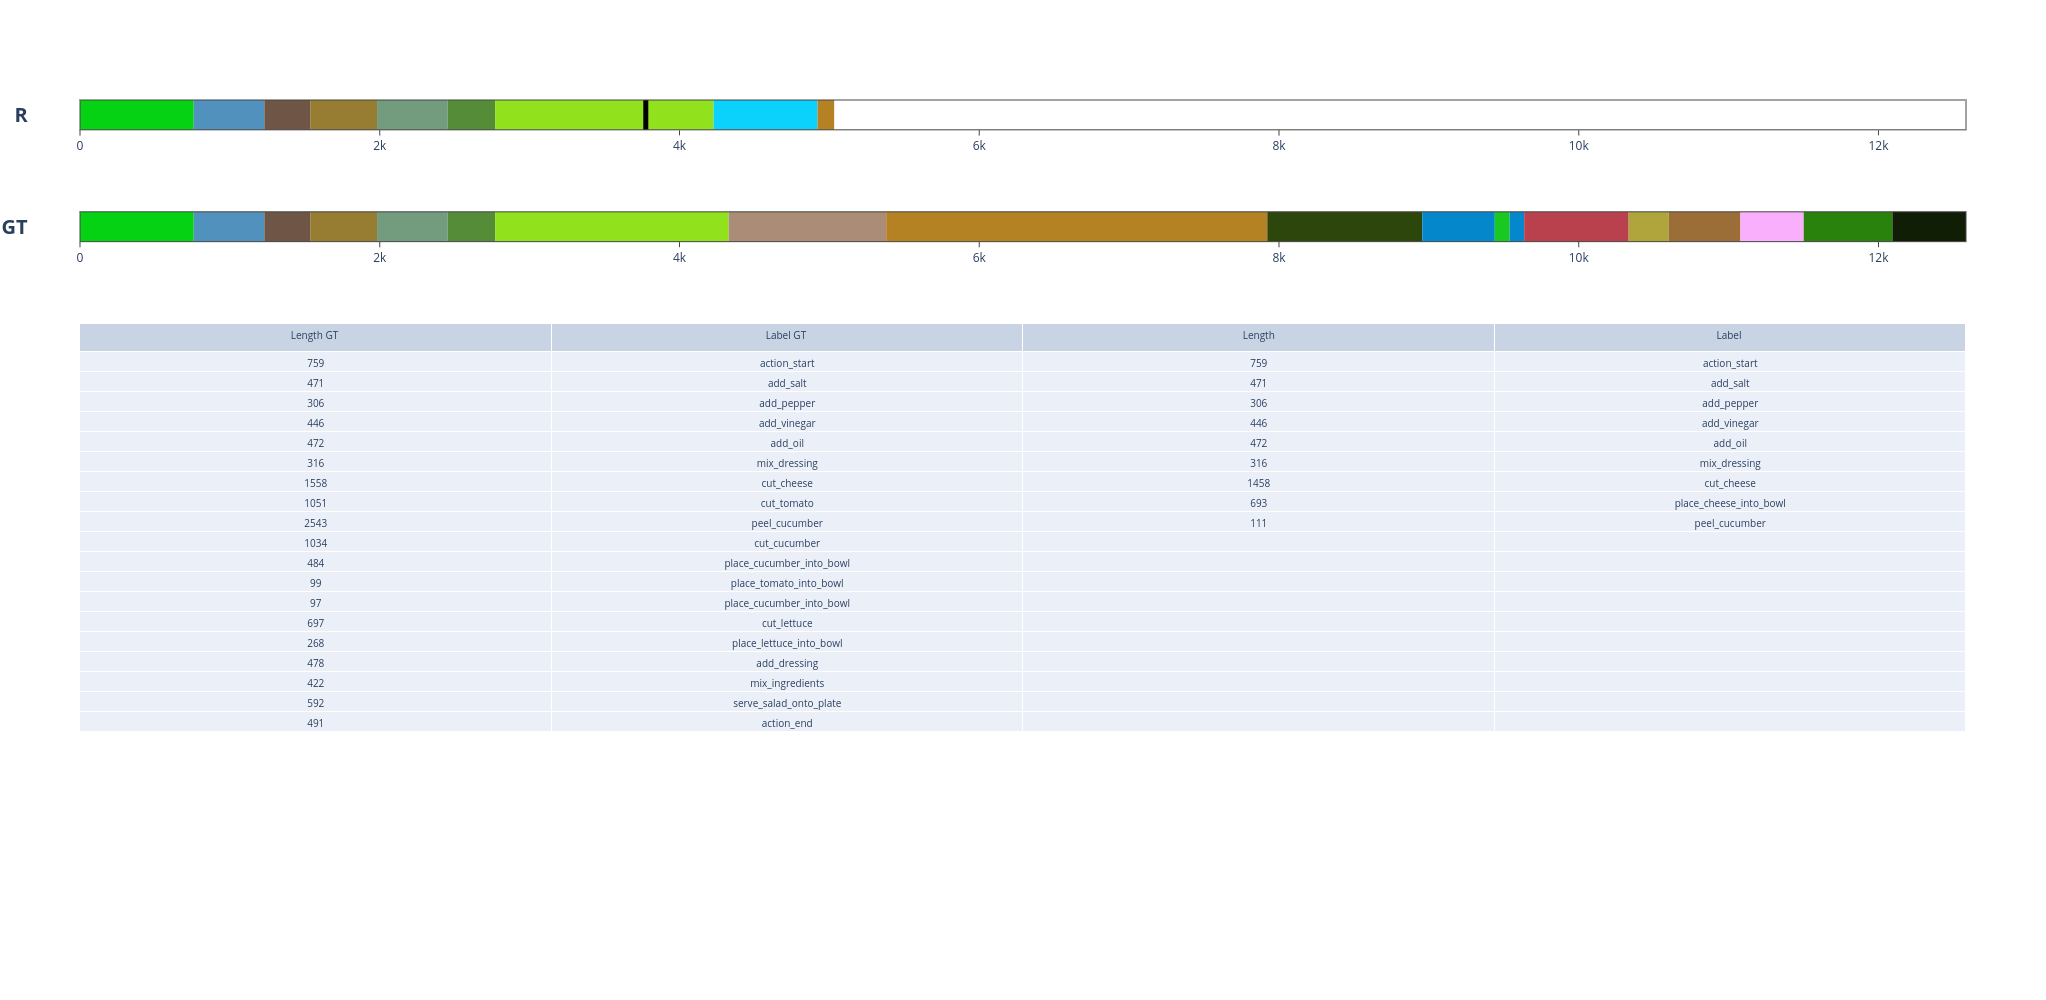 R
0 2k 4k 6k 8k 10k 12k
GT
0 2k 4k 6k 8k 10k 12k
Length GT Label GT Length Label
759 action_start 759 action_start
471 add_salt 471 add_salt
306 add_pepper 306 add_pepper
446 add_vinegar 446 add_vinegar
472 add_oil 472 add_oil
316 mix_dressing 316 mix_dressing
1558 cut_cheese 1458 cut_cheese
1051 cut_tomato 693 place_cheese_into_bowl
2543 peel_cucumber 111 peel_cucumber
1034 cut_cucumber
484 place_cucumber_into_bowl
99 place_tomato_into_bowl
97 place_cucumber_into_bowl
697 cut_lettuce
268 place_lettuce_into_bowl
478 add_dressing
422 mix_ingredients
592 serve_salad_onto_plate
491 action_end